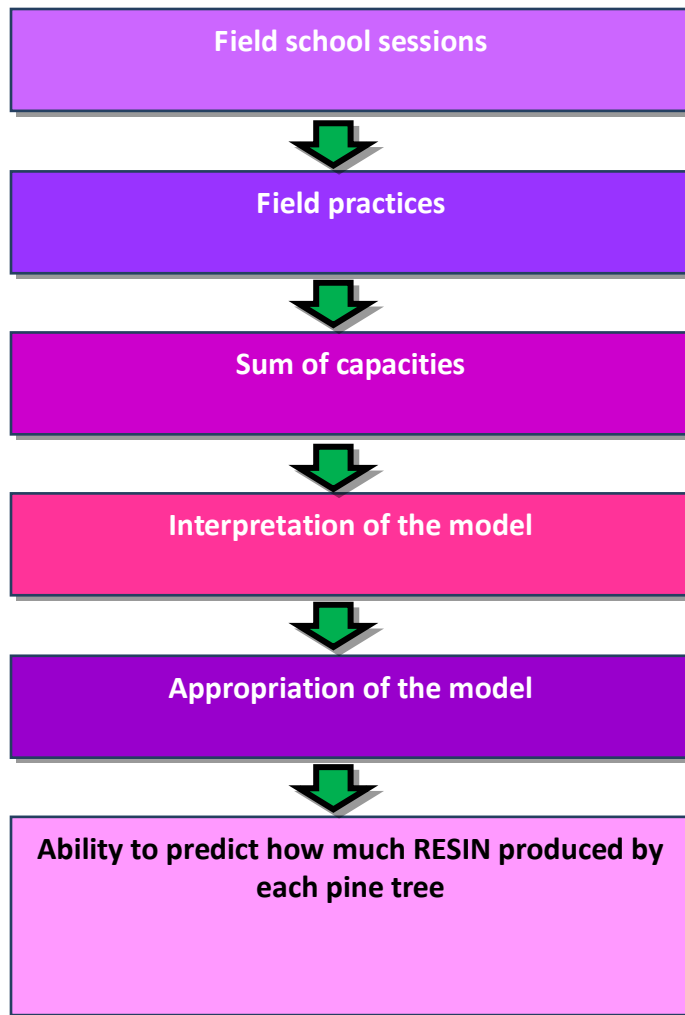 Field school sessions
Field practices
Sum of capacities
Interpretation of the model
Appropriation of the model
Ability to predict how much RESIN produced by
each pine tree